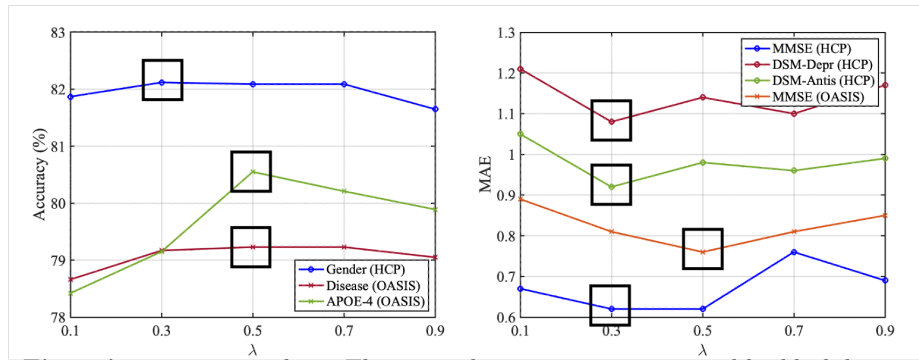 83
82
81
80
79
78
Accuracy (%)
0.1 0.3 0.5 0.7 0.9
λ
Gender (HCP)
Disease (OASIS)
APOE-4 (OASIS)
1.3
1.2
1.1
1
0.9
0.8
0.7
0.6
MAE
0.1 0.3 0.5 0.7 0.9
λ
MMSE (HCP)
DSM-Depr (HCP)
DSM-Antis (HCP)
MMSE (OASIS)